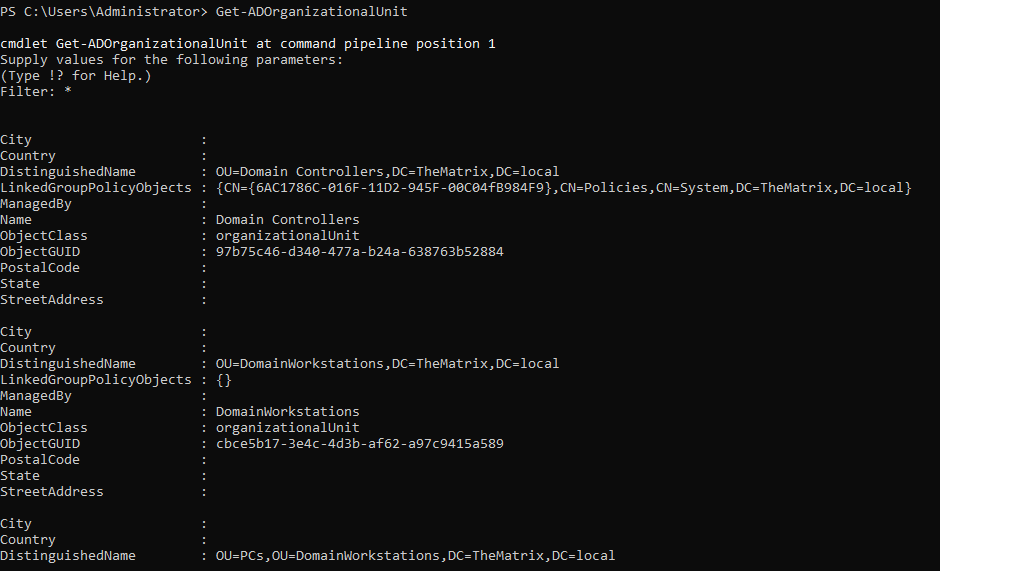 PS C:\Users\Administrator> Get-ADOrganizationalUnit
cmdlet Get-ADOrganizationalUnit at command pipeline position 1
Supply values for the following parameters:
(Type !? for Help.)
Filter: *
City                     :
Country                  :
DistinguishedName        : OU=Domain Controllers,DC=TheMatrix,DC=local
LinkedGroupPolicyObjects : {CN={6AC1786C-016F-11D2-945F-00C04fB984F9},CN=Policies,CN=System,DC=TheMatrix,DC=local}
ManagedBy                :
Name                     : Domain Controllers
ObjectClass              : organizationalUnit
ObjectGUID               : 97b75c46-d340-477a-b24a-638763b52884
PostalCode               :
State                    :
StreetAddress            :
City                     :
Country                  :
DistinguishedName        : OU=DomainWorkstations,DC=TheMatrix,DC=local
LinkedGroupPolicyObjects : {}
ManagedBy                :
Name                     : DomainWorkstations
ObjectClass              : organizationalUnit
ObjectGUID               : cbce5b17-3e4c-4d3b-af62-a97c9415a589
PostalCode               :
State                    :
StreetAddress            :
City                     :
Country                  :
DistinguishedName        : OU=PCs,OU=DomainWorkstations,DC=TheMatrix,DC=local